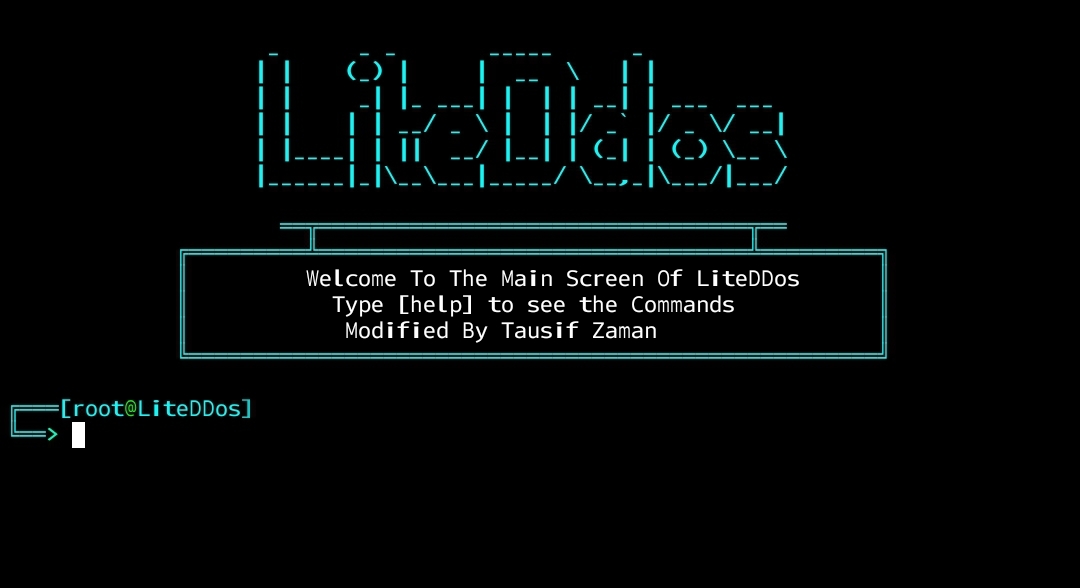 LiteDdos
Welcome To The Main Screen Of LiteDDos
Type [help] to see the Commands
Modified By Tausif Zaman
[root@LiteDDos]
>